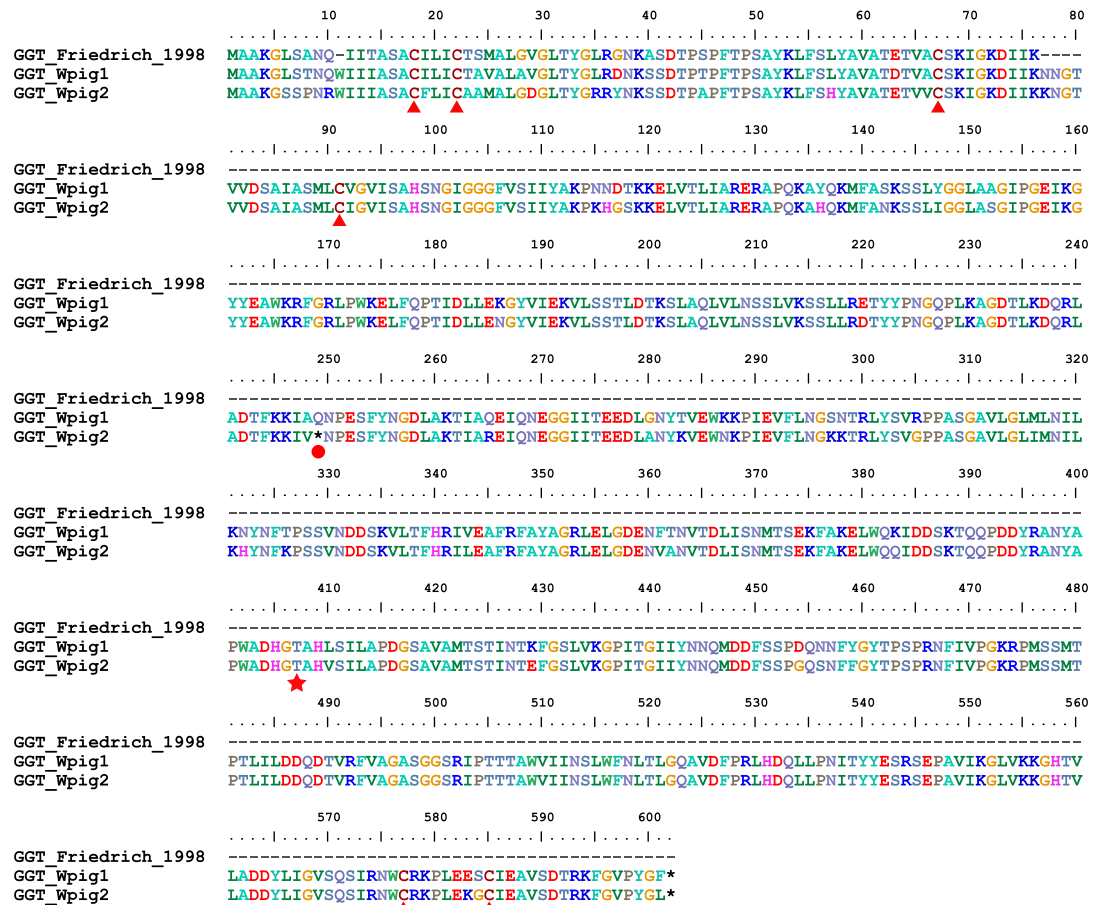 10 20 30 40 50 60 70 80
GGT_Friedrich_1998 MAAKGLSANQ-IITASACILICTSMALGVGLTYGLRGNKASDTPSPFTPSAYKLFSLYAVATETVACSKIGKDIIK----
GGT_Wpig1 MAAKGLSTNQWIIIASACILICTAVALAVGLTYGLRDNKSSDTPSPFTPSAYKLFSLYAVATDTVACSKIGKDIIKNNGT
GGT_Wpig2 MAAKGSSPNRWIIIASACFLICAAMALGDGLTYGRRYNKSSDTPAPFTPSAYKLFSHYAVATETVVCSKIGKDIIKKNGT
90 100 110 120 130 140 150 160
GGT_Friedrich_1998 --------------------------------------------------------------------------------
GGT_Wpig1 VVDSAIASMLCVGVISAHSNGIGGGFVSIIYAKPNNDTKKELVTLIARERAPQKAYQKMFASKSSLYGGLAAGIPGEIKG
GGT_Wpig2 VVDSAIASMLCIGVISAHSNGIGGGFVSIIYAKPKHGSKKELVTLIARERAPQKAHQKMFANKSSLIGGLASGIPGEIKG
170 180 190 200 210 220 230 240
GGT_Friedrich_1998 --------------------------------------------------------------------------------
GGT_Wpig1 YYEAWKRFGRLPWKELFQPTIDLLEKGYVIEKVLSSTLDTKSLAQLVLNSSLVKSSLLRETYYPNGQPLKAGDTLKDQRL
GGT_Wpig2 YYEAWKRFGRLPWKELFQPTIDLLENGYVIEKVLSSTLDTKSLAQLVLNSSLVKSSLLRDTYYPNGQPLKAGDTLKDQRL
250 260 270 280 290 300 310 320
GGT_Friedrich_1998 --------------------------------------------------------------------------------
GGT_Wpig1 ADTFKKIAQNPESFYNGDLAKTIAQEIQNEGGIITEEDLGNYTVEWKKPIEVFLNGSNTRLYSVRPPASGAVLGLMLNIL
GGT_Wpig2 ADTFKKIV*NPESFYNGDLAKTIAREIQNEGGIITEEDLANYKVEWNKPIEVFLNGKKTRLYSVGPPASGAVLGLIMNIL
330 340 350 360 370 380 390 400
GGT_Friedrich_1998 --------------------------------------------------------------------------------
GGT_Wpig1 KNYNFTPSSVNDDSKVLTFHRIVEAFRFAYAGRLELGDENFTNVTDLISNMTSEKFAKELWQKIDDSKTQQPDDYRANYA
GGT_Wpig2 KHYNFKPSSVNDDSKVLTFHRILEAFRFAYAGRLELGDENVANVTDLISNMTSEKFAKELWQQIDDSKTQQPDDYRANYA
410 420 430 440 450 460 470 480
GGT_Friedrich_1998 --------------------------------------------------------------------------------
GGT_Wpig1 PWADHGTAHLSILAPDGSAVAMTSTINTKFGSLVKGPITGIIYNNQMDDFSSPDQNNFYGYTPSPRNFIVPGKRPMSSMT
GGT_Wpig2 PWADHGTAHVSILAPDGSAVAMTSTINTEFGSLVKGPITGIIYNNQMDDFSSPGQSNFFGYTPSPRNFIVPGKRPMSSMT
490 500 510 520 530 540 550 560
GGT_Friedrich_1998 --------------------------------------------------------------------------------
GGT_Wpig1 PTLILDDQDTVRFVAGASGGSRIPTTTAWVIINSLWFNLTLGQAVDFPRLHDQLLPNITYYESRSEPAVIKGLVKKGHTV
GGT_Wpig2 PTLILDDQDTVRFVAGASGGSRIPTTTAWVIINSLWFNLTLGQAVDFPRLHDQLLPNITYYESRSEPAVIKGLVKKGHTV
570 580 590 600
GGT_Friedrich_1998 ------------------------------------------
GGT_Wpig1 LADDYLIGVSQSIRNWCRKPLEESCIEAVSDTRKFGVPYGF*
GGT_Wpig2 LADDYLIGVSQSIRNWCRKPLEKGCIEAVSDTRKFGVPYGL*